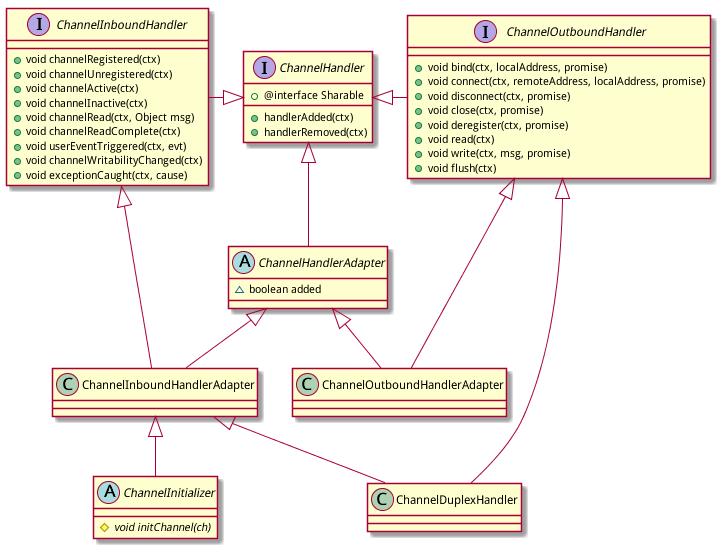 I ChannelInboundHandler
void channelRegistered(ctx)
void channelUnregistered(ctx)
void channelActive(ctx)
void channelInactive(ctx)
void channelRead(ctx, Object msg)
void channelReadComplete(ctx)
void userEventTriggered(ctx, evt)
void channelWritabilityChanged(ctx)
void exceptionCaught(ctx, cause)
I ChannelHandler
@interface Sharable
handlerAdded(ctx)
handlerRemoved(ctx)
I ChannelOutboundHandler
void bind(ctx, localAddress, promise)
void connect(ctx, remoteAddress, localAddress, promise)
void disconnect(ctx, promise)
void close(ctx, promise)
void deregister(ctx, promise)
void read(ctx)
void write(ctx, msg, promise)
void flush(ctx)
A ChannelHandlerAdapter
boolean added
C ChannelInboundHandlerAdapter
C ChannelOutboundHandlerAdapter
A ChannelInitializer
void initChannel(ch)
C ChannelDuplexHandler